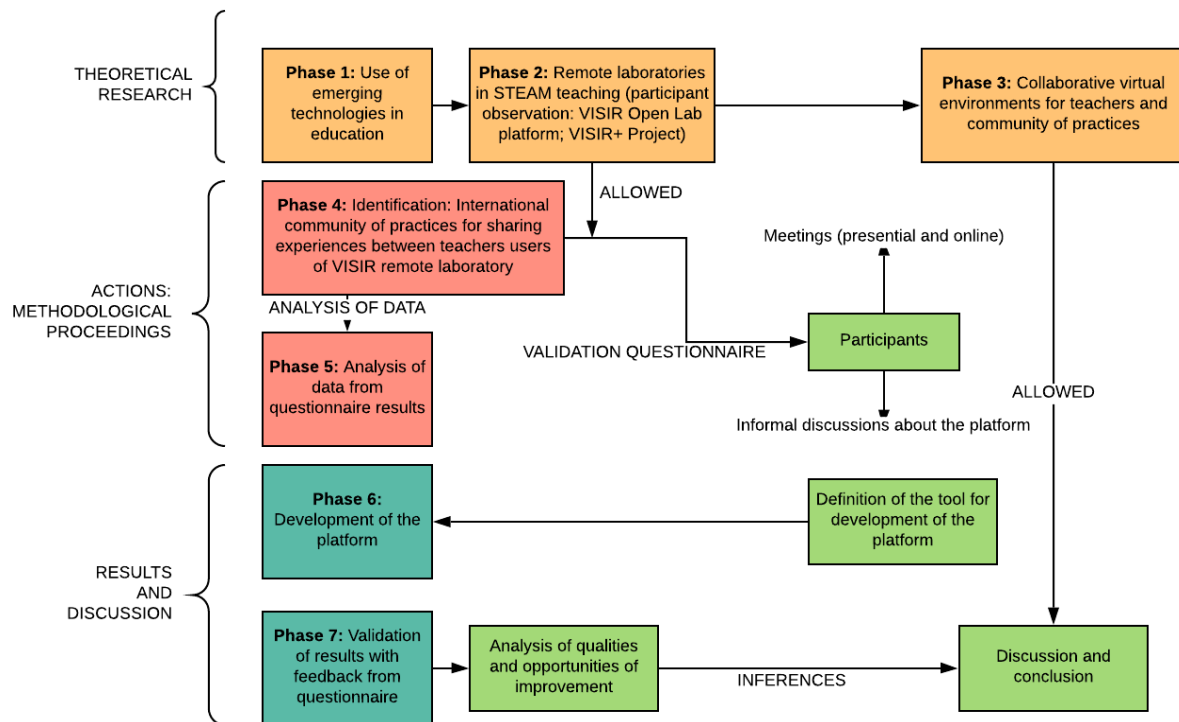 THEORETICAL
RESEARCH
Phase 1: Use of
emerging
technologies in
education
Phase 2: Remote laboratories
in STEAM teaching (participant
observation: VISIR Open Lab
platform; VISIR+ Project)
Phase 3: Collaborative virtual
environments for teachers and
community of practices
ALLOWED
ACTIONS:
METHODOLOGICAL
PROCEEDINGS
Phase 4: Identification: International
community of practices for sharing
experiences between teachers users
of VISIR remote laboratory
ANALYSIS OF DATA
Phase 5: Analysis of
data from
questionnaire results
VALIDATION QUESTIONNAIRE
Meetings (presential and online)
Participants
Informal discussions about the platform
ALLOWED
RESULTS
AND
DISCUSSION
Phase 6:
Development of the
platform
Definition of the tool for
development of the
platform
Phase 7: Validation
of results with
feedback from
questionnaire
Analysis of qualities
and opportunities of
improvement
INFERENCES
Discussion and
conclusion